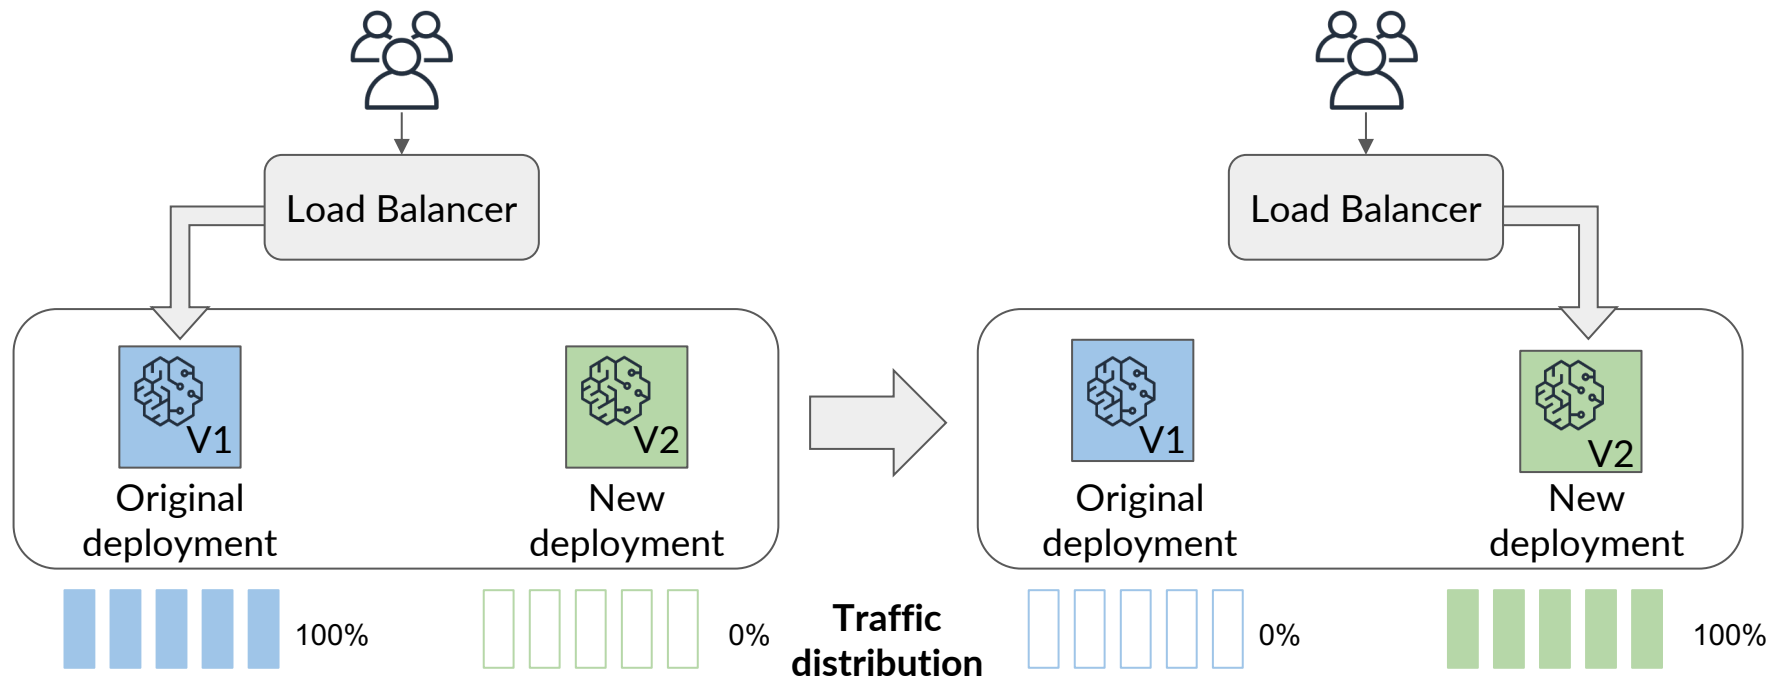 Load Balancer
V1
Original
deployment
V2
New
deployment
100%
0%
Traffic
distribution
Load Balancer
V1
Original
deployment
V2
New
deployment
0%
100%